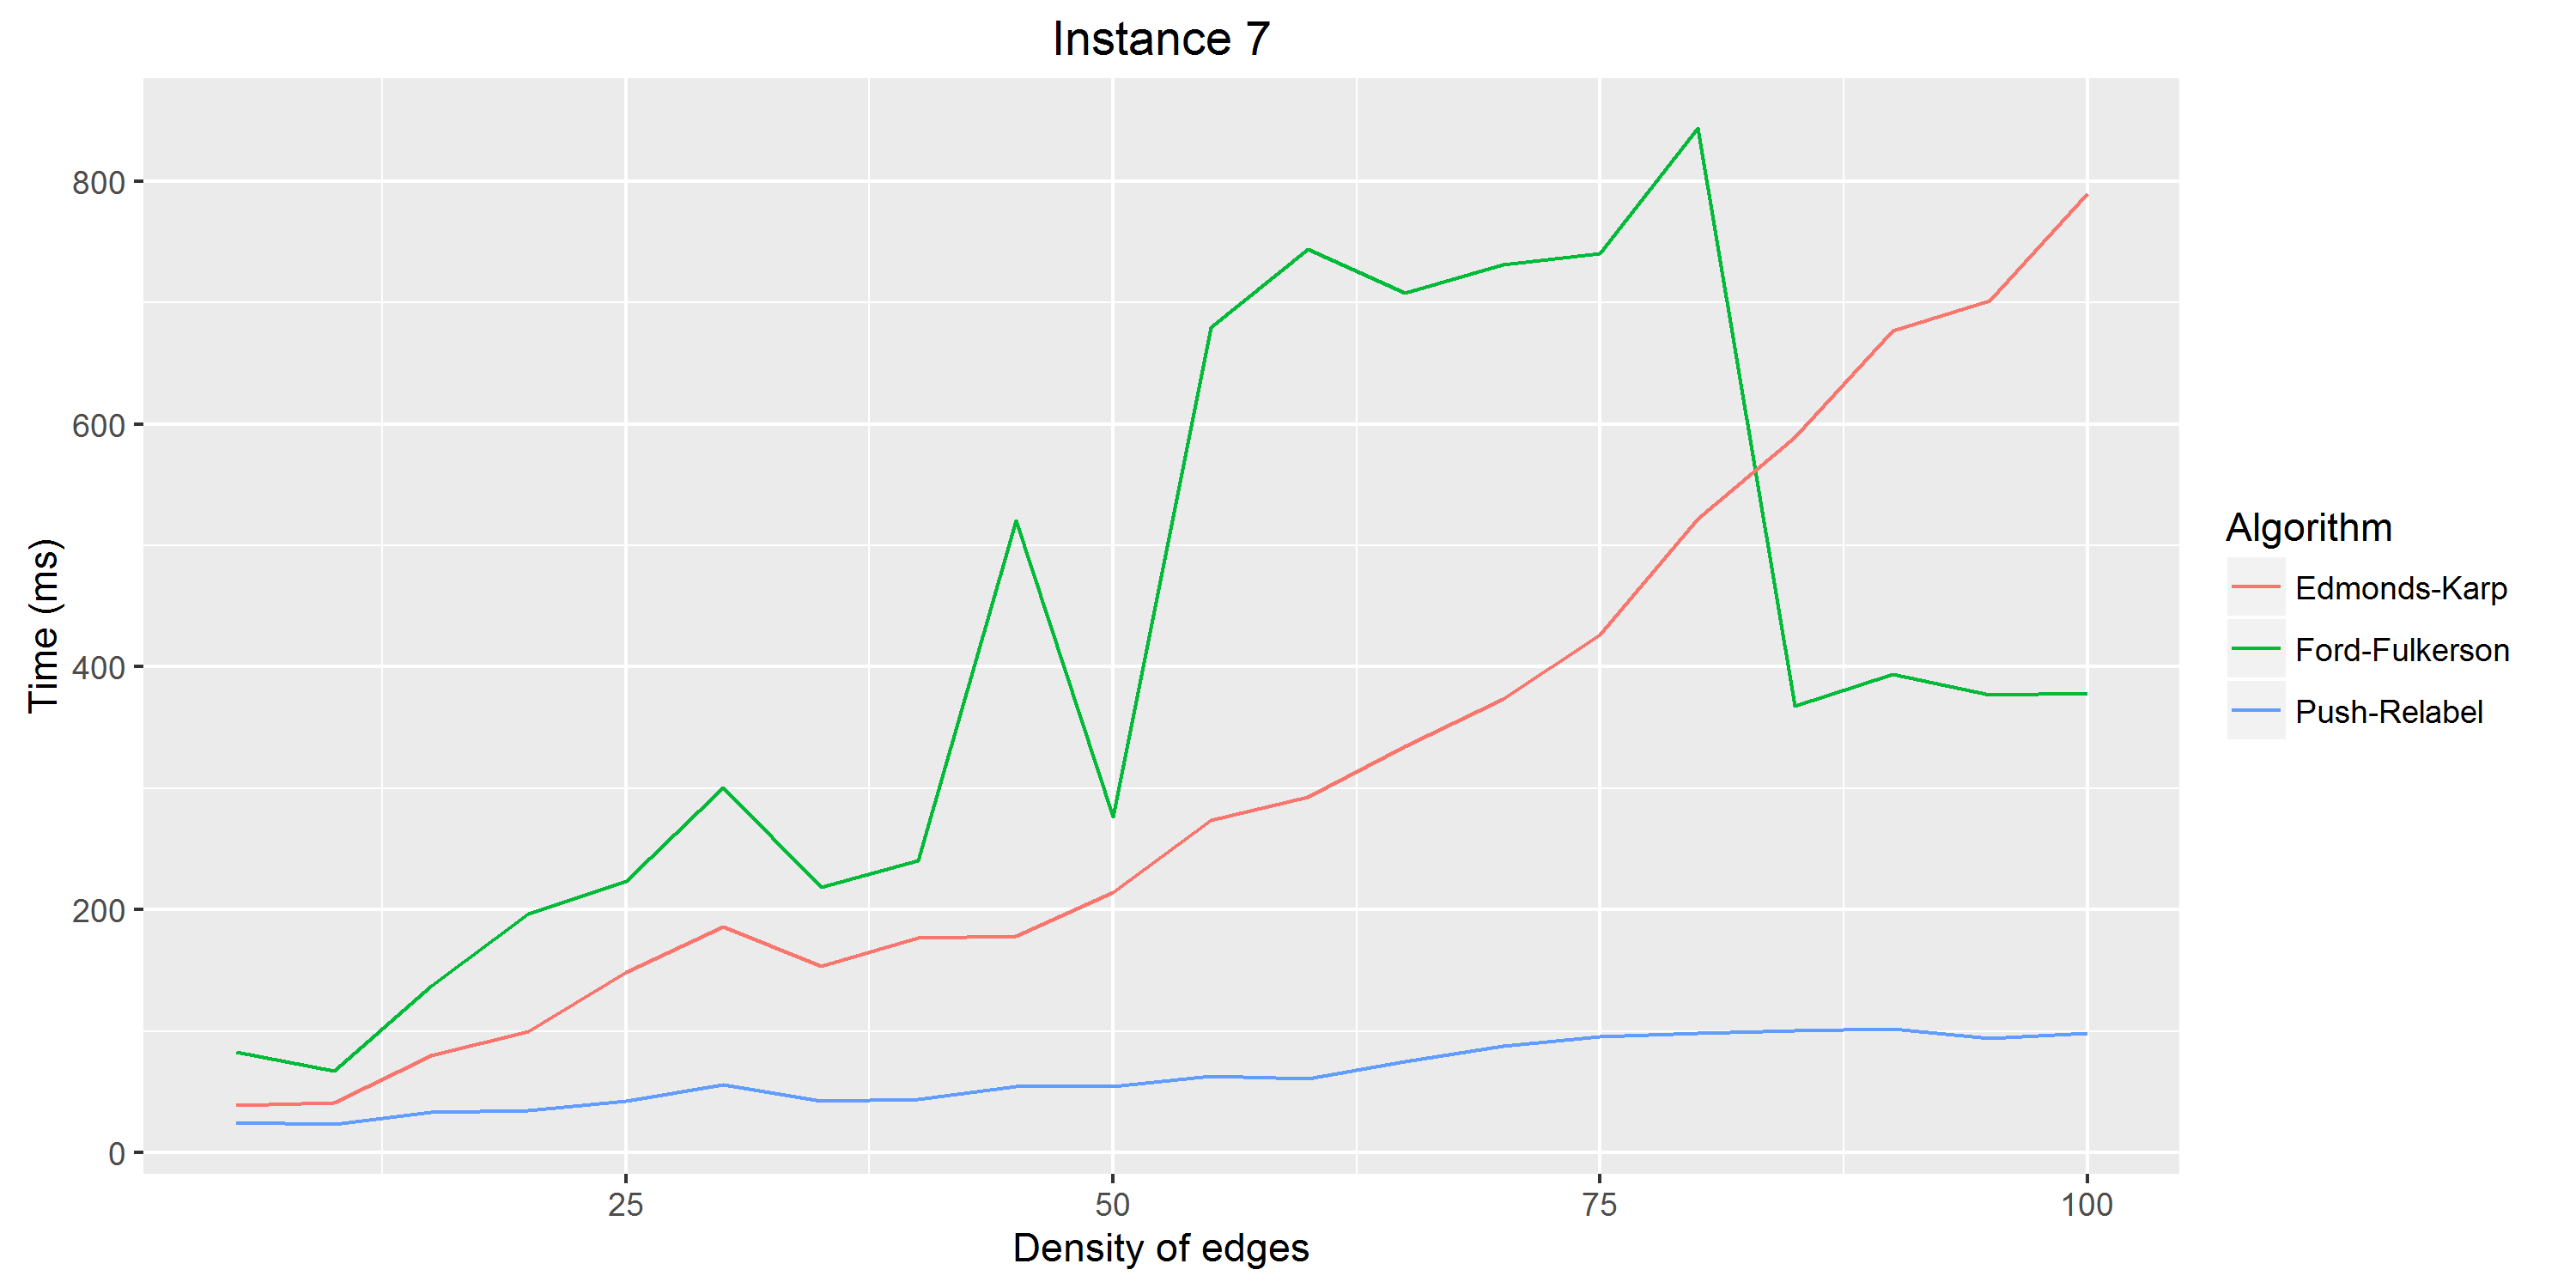 Instance 7
Time (ms)
800
600
400
200
0
25 50 75 100
Density of edges
Algorithm
Edmonds-Karp
Ford-Fulkerson
Push-Relabel